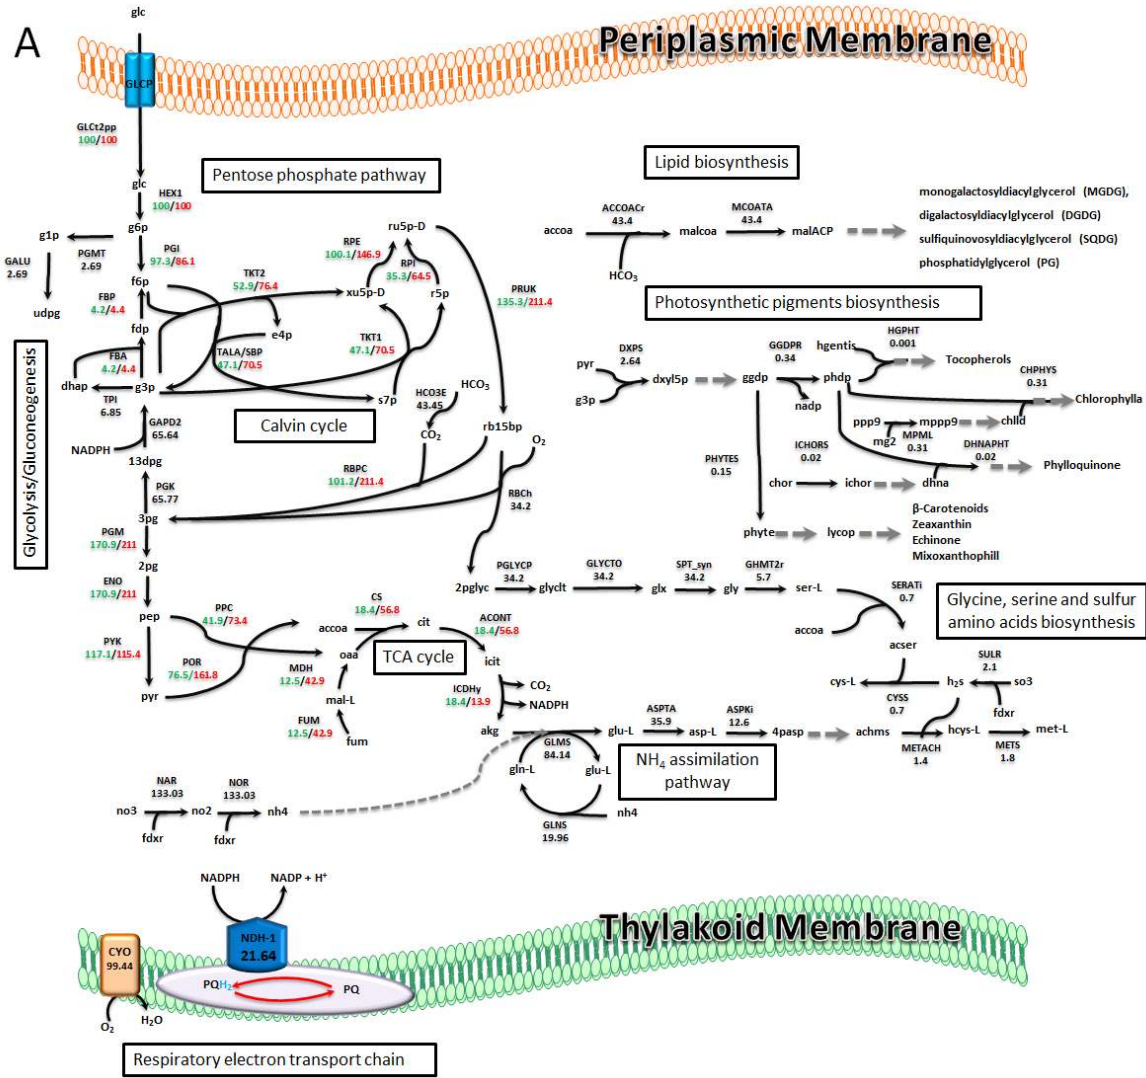 A
glc
Periplasmic Membrane
GLCP
GLCt2pp
100/100
glc
HEX1
100/100
g1p
g6p
GALU
2.69
PGMT
2.69
PGI
97.3/86.1
udpg
f6p
FBP
4.2/4.4
fdp
FBA
4.2/4.4
dhap
g3p
TPI
6.85
GAPD2
65.64
NADPH
13dpg
PGK
65.77
3pg
PGM
170.9/211
2pg
ENO
170.9/211
pep
PYK
117.1/115.4
pyr
Glycolysis/Gluconeogenesis
Pentose phosphate pathway
ru5p-D
RPE
100.1/146.9
RPI
35.3/64.5
TKT2
52.9/76.4
xu5p-D
r5p
e4p
TALA/SBP
47.1/70.5
TKT1
47.1/70.5
s7p
PRUK
135.3/211.4
Calvin cycle
HCO3E
43.45
HCO3
CO2
rb15bp
O2
RBPC
101.2/211.4
RBCh
34.2
Lipid biosynthesis
accoa
ACCOACr
43.4
HCO3
malcoa
MCOATA
43.4
malACP
monogalactosyldiacylglycerol (MGDG),
digalactosyldiacylglycerol (DGDG)
sulfiquinovosyldiacylglycerol (SQDG)
phosphatidylglycerol (PG)
Photosynthetic pigments biosynthesis
pyr
g3p
DXPS
2.64
dxyl5p
ggdp
GGDPR
0.34
nadp
phdp
hgentis
HGPHT
0.001
Tocopherols
CHPHYS
0.31
Chlorophylla
ppp9
mg2
MPML
0.31
mppp9
chlld
PHYTES
0.15
ICHORS
0.02
chor
ichor
dhna
DHNAPHT
0.02
Phylloquinone
phyte
lycop
β-Carotenoids
Zeaxanthin
Echinone
Mixoxanthophill
2pglyc
PGLYCP
34.2
glyclt
GLYCTO
34.2
glx
SPT_syn
34.2
gly
GHMT2r
5.7
ser-L
SERATi
0.7
accoa
acser
Glycine, serine and sulfur
amino acids biosynthesis
cys-L
CYSS
0.7
h2s
SULR
2.1
so3
fdxr
PPC
41.9/73.4
POR
76.5/161.8
accoa
CS
18.4/56.8
cit
ACONT
18.4/56.8
oaa
TCA cycle
icit
MDH
12.5/42.9
mal-L
FUM
12.5/42.9
fum
ICDHy
18.4/13.9
CO2
NADPH
akg
GLMS
84.14
glu-L
ASPTA
35.9
asp-L
ASPKi
12.6
4pasp
achms
METACH
1.4
hcys-L
METS
1.8
met-L
gln-L
glu-L
NH4 assimilation
pathway
GLNS
19.96
nh4
no3
NAR
133.03
fdxr
no2
NOR
133.03
fdxr
nh4
NADPH
NADP + H+
NDH-1
21.64
CYO
99.44
PQH2
PQ
O2
H2O
Thylakoid Membrane
Respiratory electron transport chain